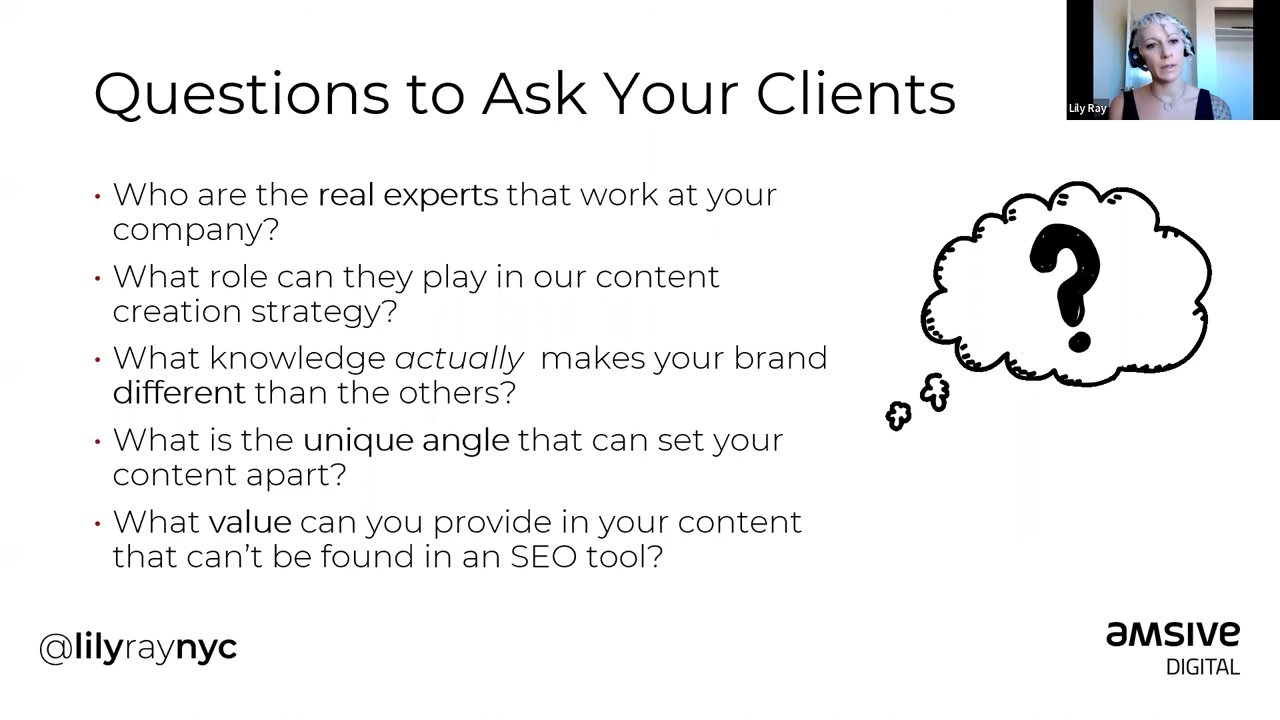 Questions to Ask Your Clients
Lily Ray
• Who are the real experts that work at your
company?
• What role can they play in our content
creation strategy?
• What knowledge actually makes your brand
different than the others?
• What is the unique angle that can set your
content apart?
• What value can you provide in your content
that can’t be found in an SEO tool?
?
@lilyraynyc
amsive
DIGITAL